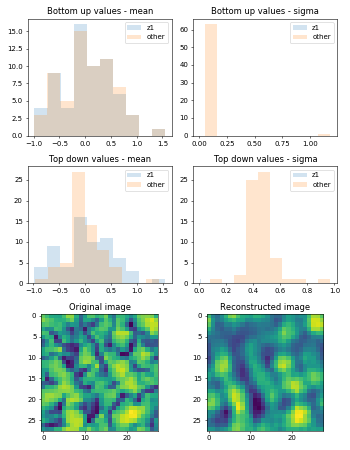 Bottom up values - mean
Bottom up values - sigma
17.5
15.0
12.5
10.0
7.5
5.0
2.5
0.0
−1.0 −0.5 0.0 0.5 1.0 1.5
z1
other
60
50
40
30
20
10
0
0.00 0.25 0.50 0.75 1.00
z1
other
Top down values - mean
Top down values - sigma
25
20
15
10
5
0
−1.0 −0.5 0.0 0.5 1.0 1.5
z1
other
25
20
15
10
5
0
0.0 0.2 0.4 0.6 0.8 1.0
z1
other
Original image
Reconstructed image
0
5
10
15
20
25
0 10 20
0
5
10
15
20
25
0 10 20